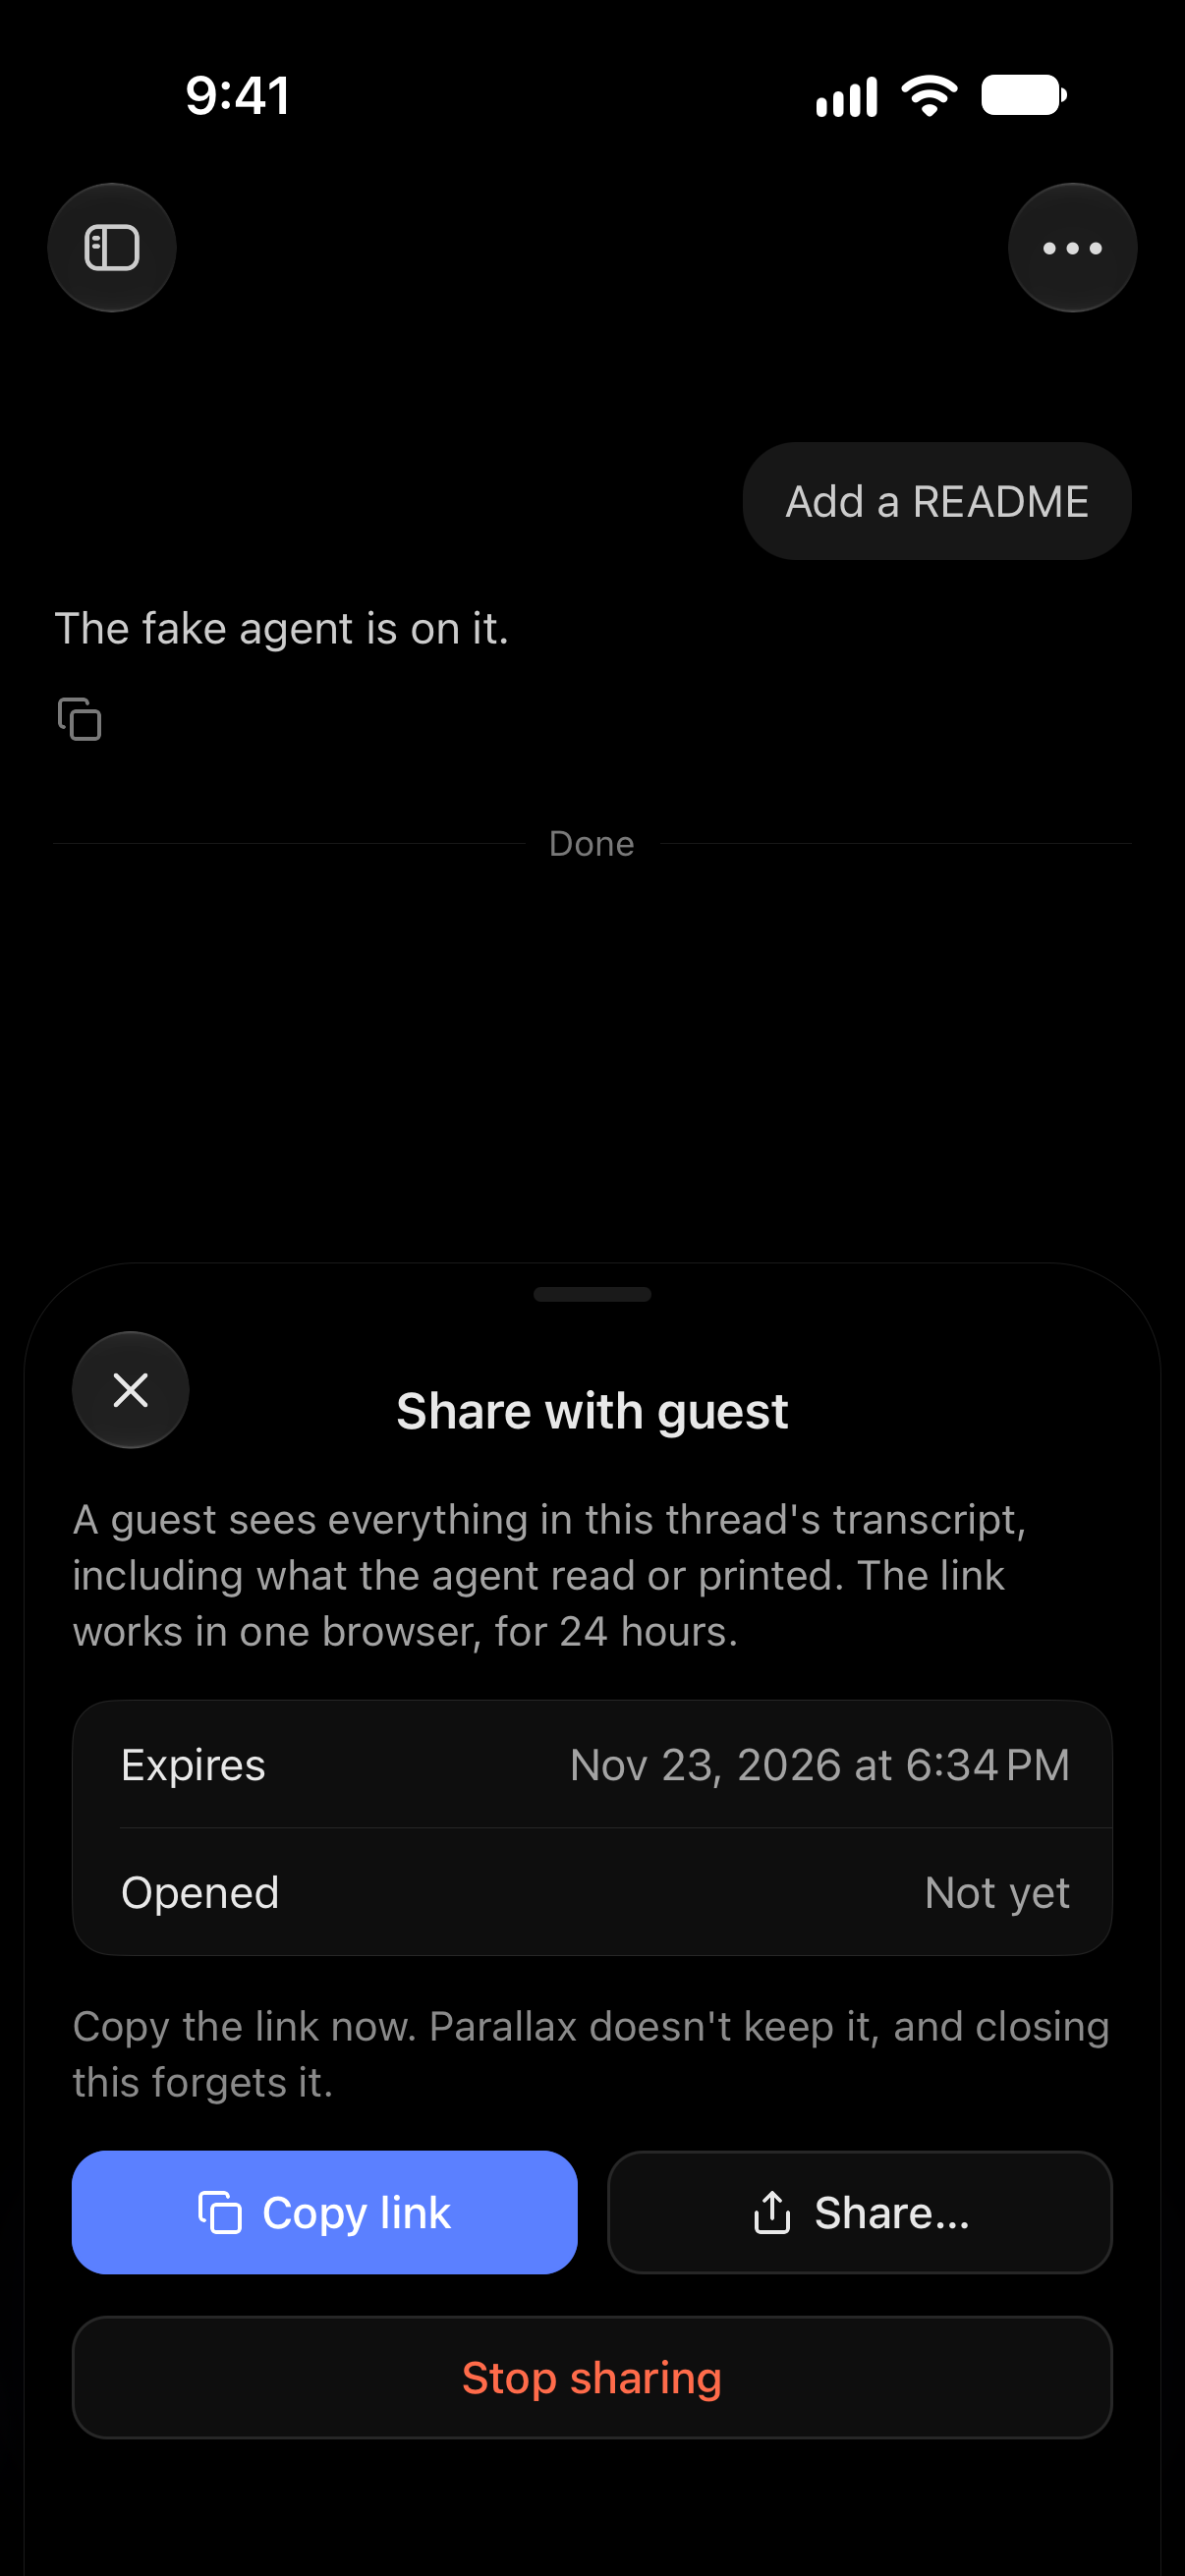 9:41
Add a README
The fake agent is on it.
Done
Share with guest
A guest sees everything in this thread's transcript,
including what the agent read or printed. The link
works in one browser, for 24 hours.
Expires Nov 23, 2026 at 6:34 PM
Opened Not yet
Copy the link now. Parallax doesn't keep it, and closing
this forgets it.
Copy link Share...
Stop sharing